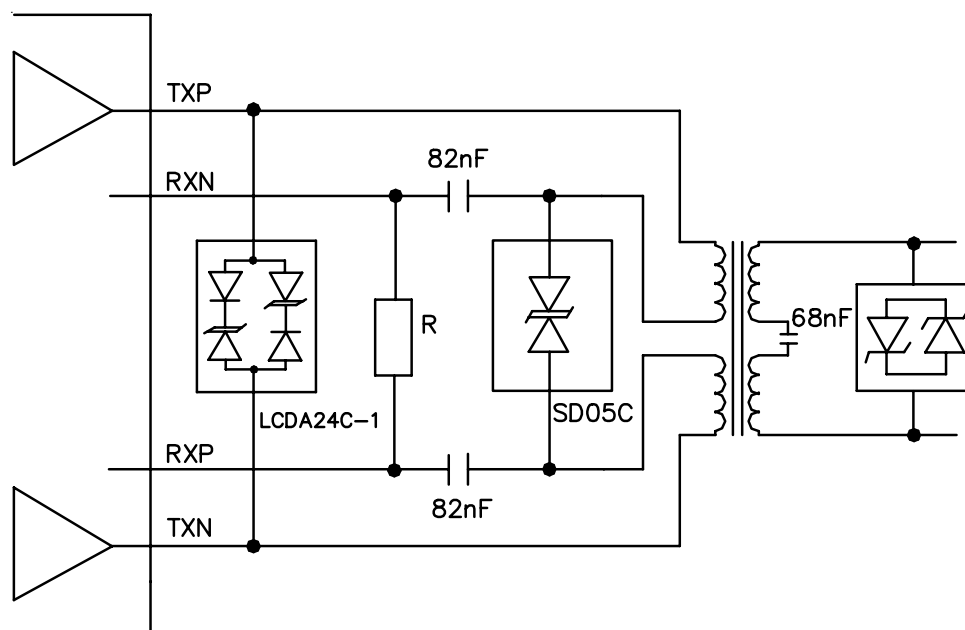 TXP
82nF
RXN
R
68nF
LCDA24C-1
SD05C
RXP
82nF
TXN